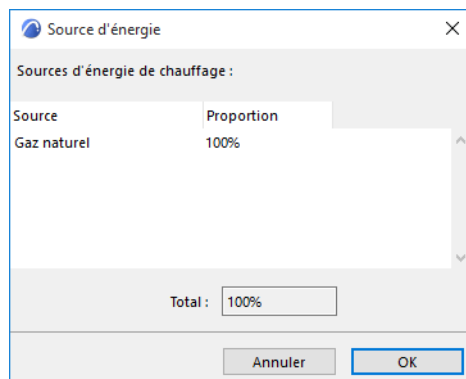 Source d'énergie
Sources d'énergie de chauffage :
Source Proportion
Gaz naturel 100%
Total : 100%
Annuler OK